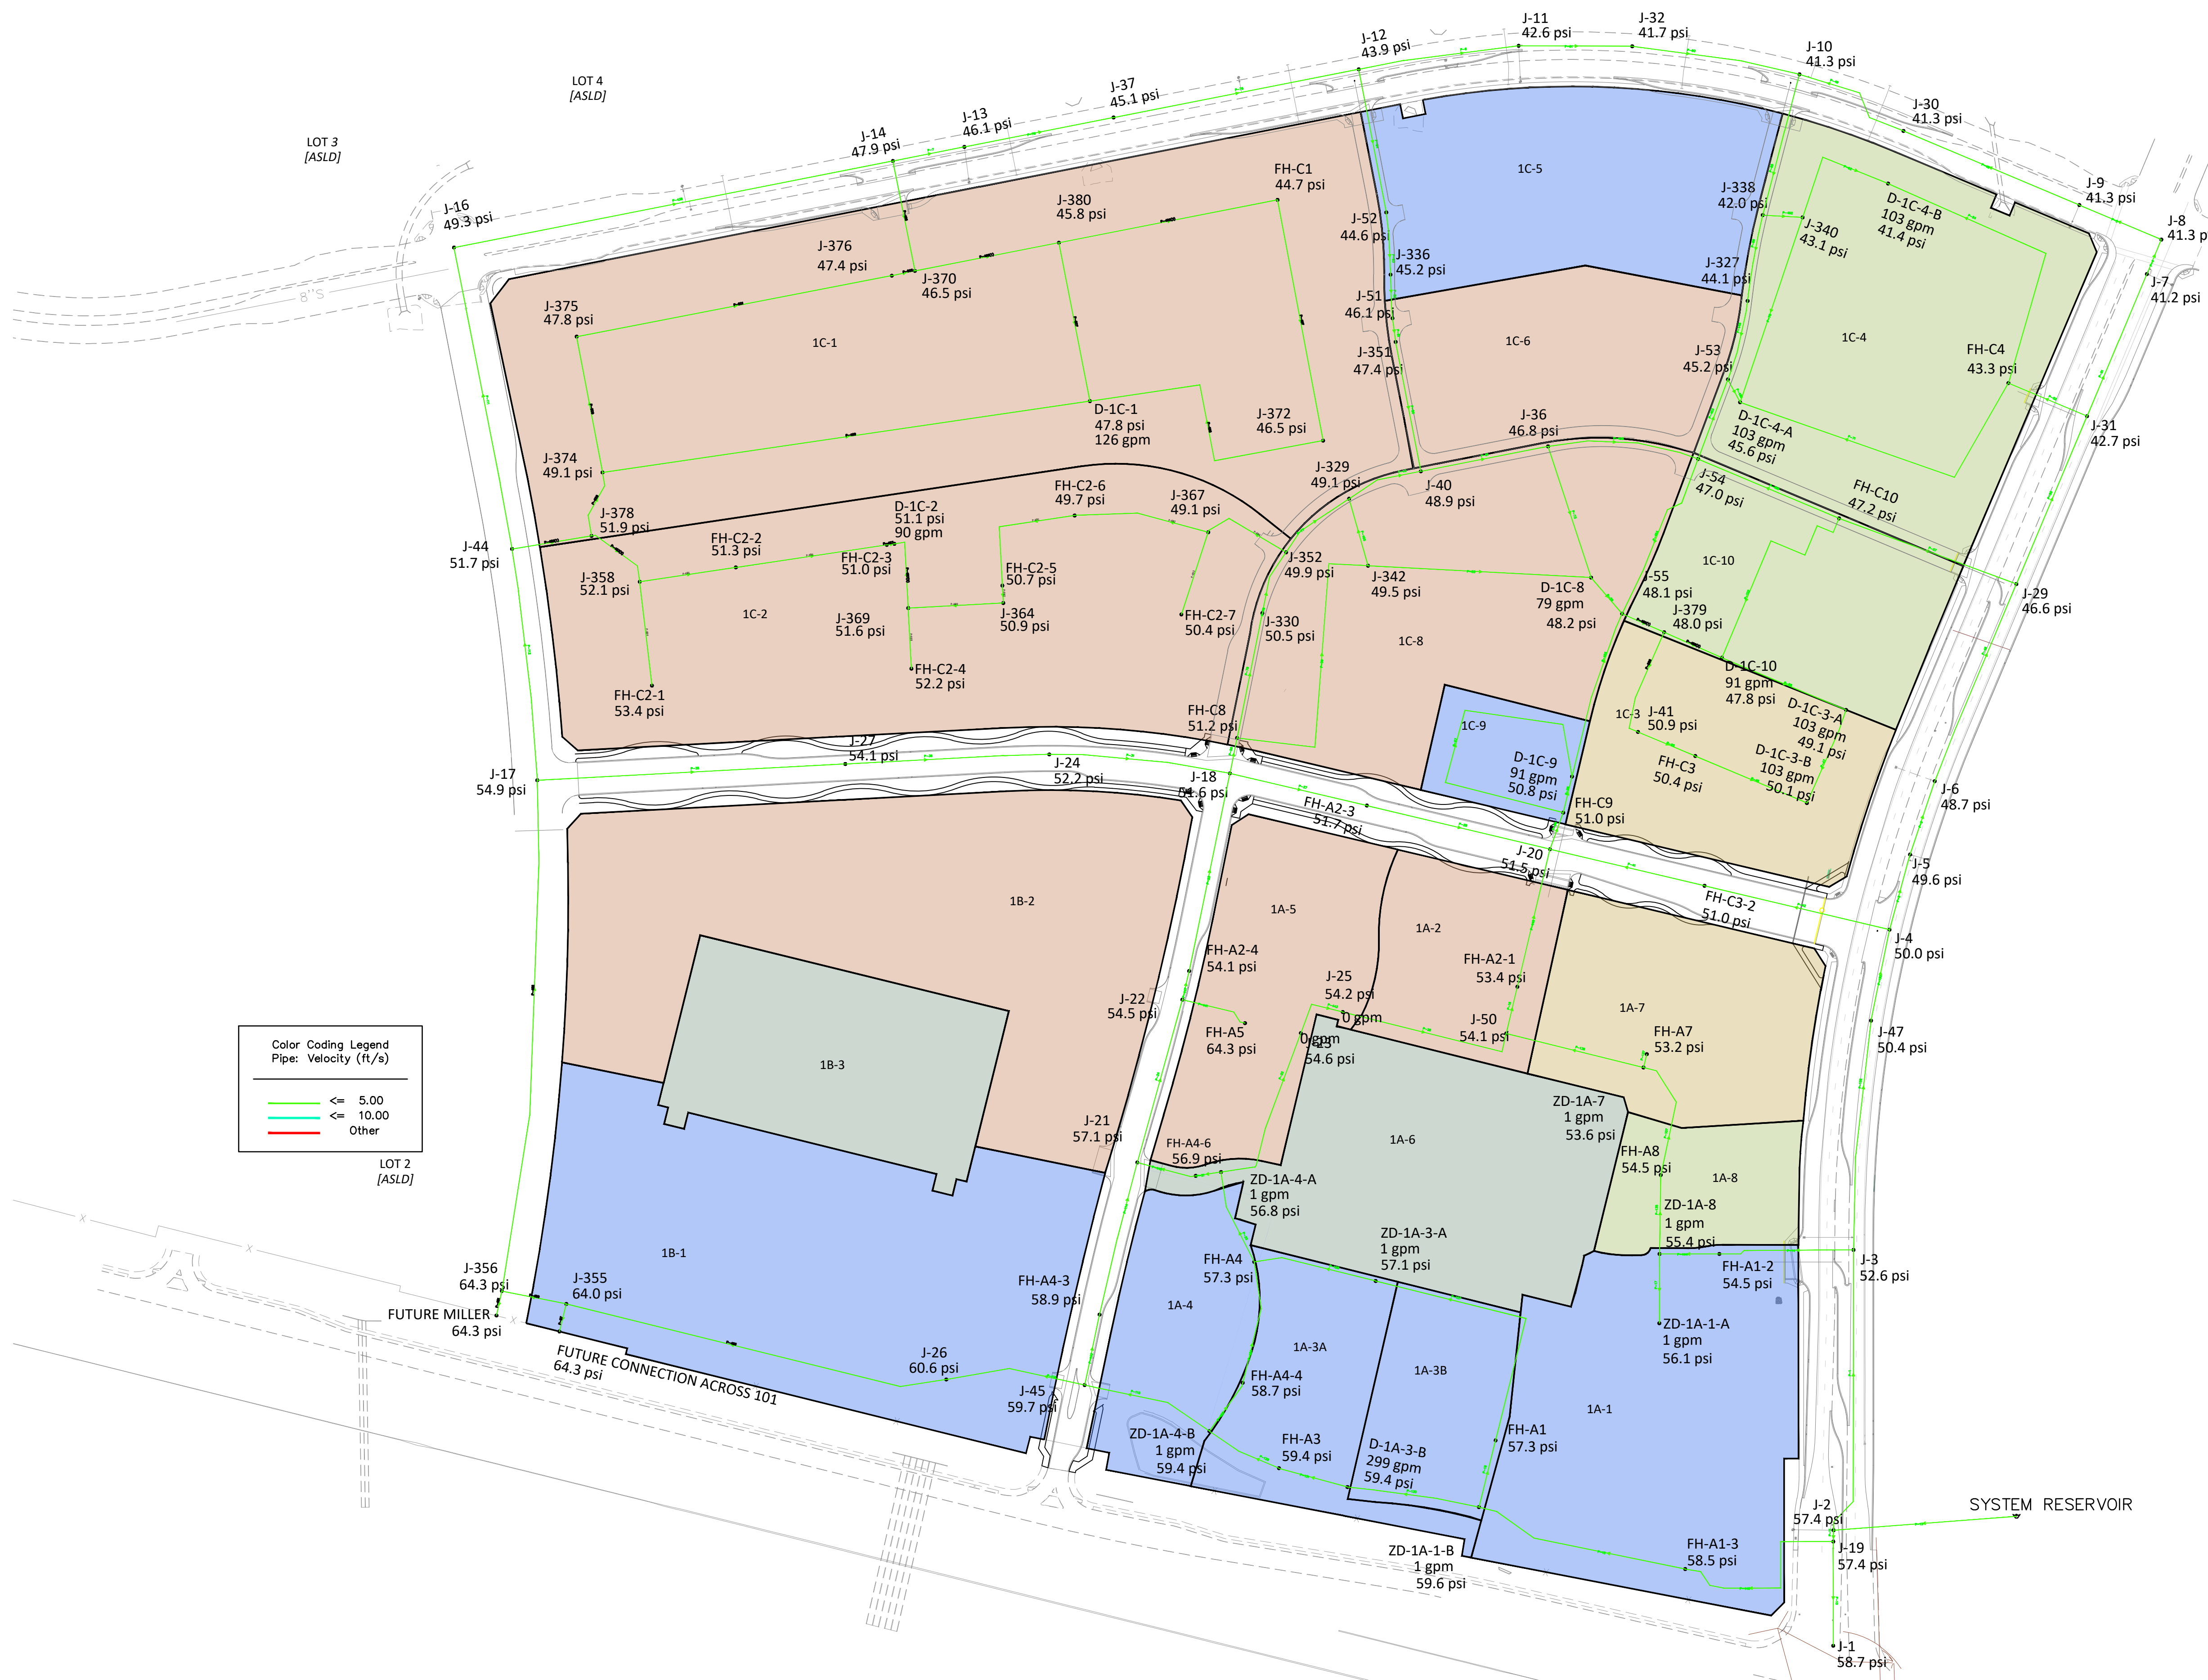 J-11
42.6 psi
J-32
41.7 psi
J-12
43.9 psi
J-10
41.3 psi
LOT 4
[ASLD]
J-37
45.1 psi
J-13
46.1 psi
J-14
47.9 psi
J-30
41.3 psi
LOT 3
[ASLD]
FH-C1
44.7 psi
1C-5
J-338
42.0 psi
D-1C-4-B
103 gpm
41.4 psi
J-9
41.3 psi
J-8
J-16
49.3 psi
J-380
45.8 psi
J-52
44.6 psi
J-340
43.1 psi
J-376
47.4 psi
J-370
46.5 psi
J-336
45.2 psi
J-327
44.1 psi
J-7
41.2 psi
8"S
J-375
47.8 psi
J-51
46.1 psi
1C-1
1C-6
1C-4
J-351
47.4 psi
J-53
45.2 psi
FH-C4
43.3 psi
D-1C-1
47.8 psi
126 gpm
J-372
46.5 psi
J-36
46.8 psi
D-1C-4-A
103 gpm
45.6 psi
J-31
42.7 psi
J-374
49.1 psi
J-329
49.1 psi
J-40
48.9 psi
J-54
47.0 psi
FH-C10
47.2 psi
FH-C2-6
49.7 psi
J-367
49.1 psi
D-1C-2
51.1 psi
90 gpm
J-378
51.9 psi
J-44
51.7 psi
FH-C2-2
51.3 psi
FH-C2-3
51.0 psi
J-352
49.9 psi
J-358
52.1 psi
FH-C2-5
50.7 psi
J-342
49.5 psi
1C-10
D-1C-8
79 gpm
48.2 psi
J-55
48.1 psi
J-29
46.6 psi
1C-2
J-369
51.6 psi
J-364
50.9 psi
FH-C2-7
50.4 psi
J-330
50.5 psi
J-379
48.0 psi
1C-8
FH-C2-4
52.2 psi
D-1C-10
91 gpm
47.8 psi
FH-C2-1
53.4 psi
FH-C8
51.2 psi
1C-9
1C-3
J-41
50.9 psi
D-1C-3-A
103 gpm
49.1 psi
J-27
54.1 psi
J-24
52.2 psi
J-17
54.9 psi
J-18
51.6 psi
D-1C-9
91 gpm
50.8 psi
FH-C3
50.4 psi
D-1C-3-B
103 gpm
50.1 psi
J-6
48.7 psi
FH-A2-3
51.7 psi
FH-C9
51.0 psi
J-20
51.5 psi
J-5
49.6 psi
1B-2
1A-5
1A-2
FH-C3-2
51.0 psi
J-4
50.0 psi
FH-A2-4
54.1 psi
FH-A2-1
53.4 psi
J-25
54.2 psi
0 gpm
J-22
54.5 psi
1A-7
FH-A5
64.3 psi
0 gpm
J-23
54.6 psi
J-50
54.1 psi
FH-A7
53.2 psi
J-47
50.4 psi
Color Coding Legend
Pipe: Velocity (ft/s)
<= 5.00
<= 10.00
Other
1B-3
LOT 2
[ASLD]
J-21
57.1 psi
FH-A4-6
56.9 psi
ZD-1A-7
1 gpm
53.6 psi
1A-6
FH-A8
54.5 psi
1A-8
ZD-1A-4-A
1 gpm
56.8 psi
ZD-1A-8
1 gpm
55.4 psi
1B-1
ZD-1A-3-A
1 gpm
57.1 psi
FH-A4
57.3 psi
FH-A1-2
54.5 psi
J-3
52.6 psi
J-356
64.3 psi
J-355
64.0 psi
FH-A4-3
58.9 psi
FUTURE MILLER
64.3 psi
1A-4
1A-3A
1A-3B
ZD-1A-1-A
1 gpm
56.1 psi
FUTURE CONNECTION ACROSS 101
64.3 psi
J-26
60.6 psi
J-45
59.7 psi
FH-A4-4
58.7 psi
1A-1
ZD-1A-4-B
1 gpm
59.4 psi
FH-A3
59.4 psi
D-1A-3-B
299 gpm
59.4 psi
FH-A1
57.3 psi
SYSTEM RESERVOIR
J-2
57.4 psi
J-19
57.4 psi
ZD-1A-1-B
1 gpm
59.6 psi
FH-A1-3
58.5 psi
J-1
58.7 psi